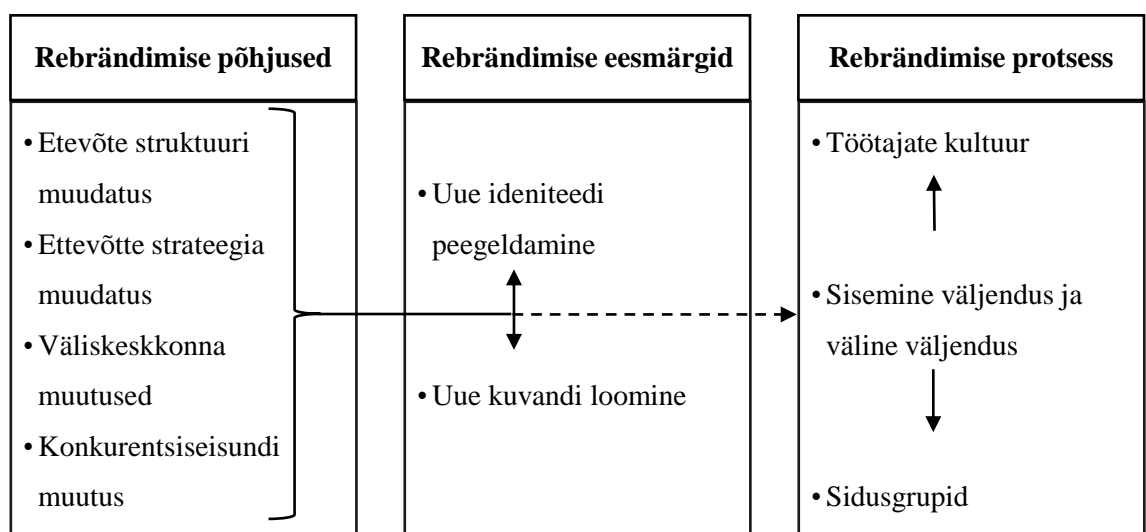 Rebrändimise põhjused
• Etevõte struktuuri
muudatus
• Ettevõtte strateegia
muudatus
• Väliskeskkonna
muutused
• Konkurentsiseisundi
muutus
Rebrändimise eesmärgid
• Uue ideniteedi
peegeldamine
• Uue kuvandi loomine
Rebrändimise protsess
• Töötajate kultuur
• Sisemine väljendus ja
väline väljendus
• Sidusgrupid